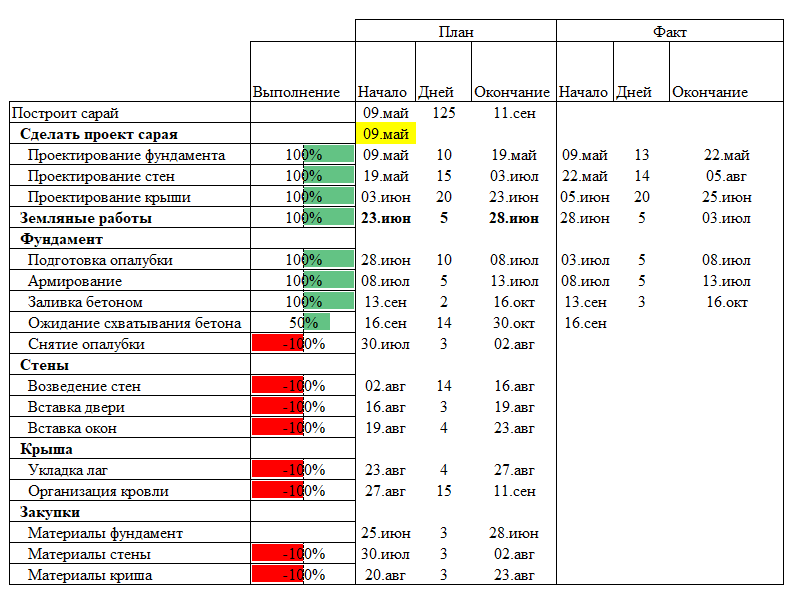 План Факт
Выполнение Начало Дней Окончание Начало Дней Окончание
Построит сарай 09.май 125 11.сен
Сделать проект сарая 09.май
Проектирование фундамента 100% 09.май 10 19.май 09.май 13 22.май
Проектирование стен 100% 19.май 15 03.июл 22.май 14 05.авг
Проектирование крыши 100% 03.июн 20 23.июн 05.июн 20 25.июн
Земляные работы 100% 23.июн 5 28.июн 28.июн 5 03.июл
Фундамент
Подготовка опалубки 100% 28.июн 10 08.июл 03.июл 5 08.июл
Армирование 100% 08.июл 5 13.июл 08.июл 5 13.июл
Заливка бетоном 100% 13.сен 2 16.окт 13.сен 3 16.окт
Ожидание схватывания бетона 50% 16.сен 14 30.окт 16.сен
Снятие опалубки -100% 30.июл 3 02.авг
Стены
Возведение стен -100% 02.авг 14 16.авг
Вставка двери -100% 16.авг 3 19.авг
Вставка окон -100% 19.авг 4 23.авг
Крыша
Укладка лаг -100% 23.авг 4 27.авг
Организация кровли -100% 27.авг 15 11.сен
Закупки
Материалы фундамент 25.июн 3 28.июн
Материалы стены -100% 30.июл 3 02.авг
Материалы криша -100% 20.авг 3 23.авг